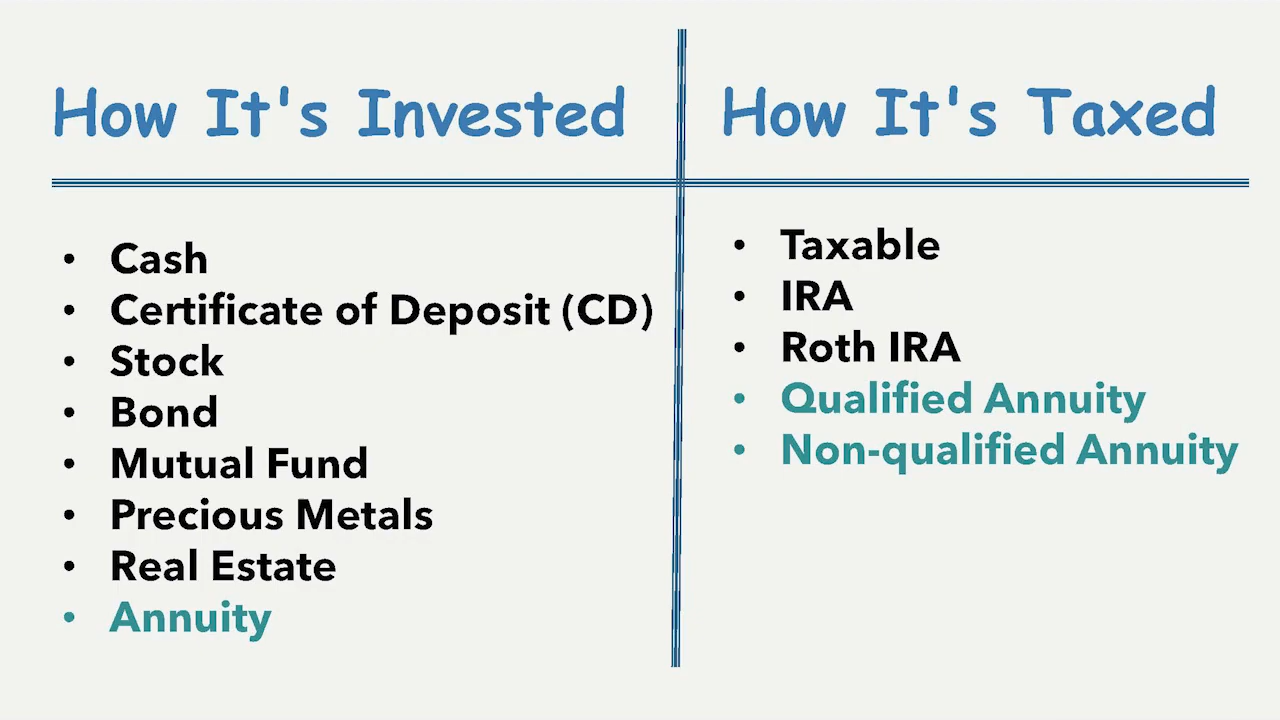 How It's Invested
• Cash
• Certificate of Deposit (CD)
• Stock
• Bond
• Mutual Fund
• Precious Metals
• Real Estate
• Annuity
How It's Taxed
• Taxable
• IRA
• Roth IRA
• Qualified Annuity
• Non-qualified Annuity